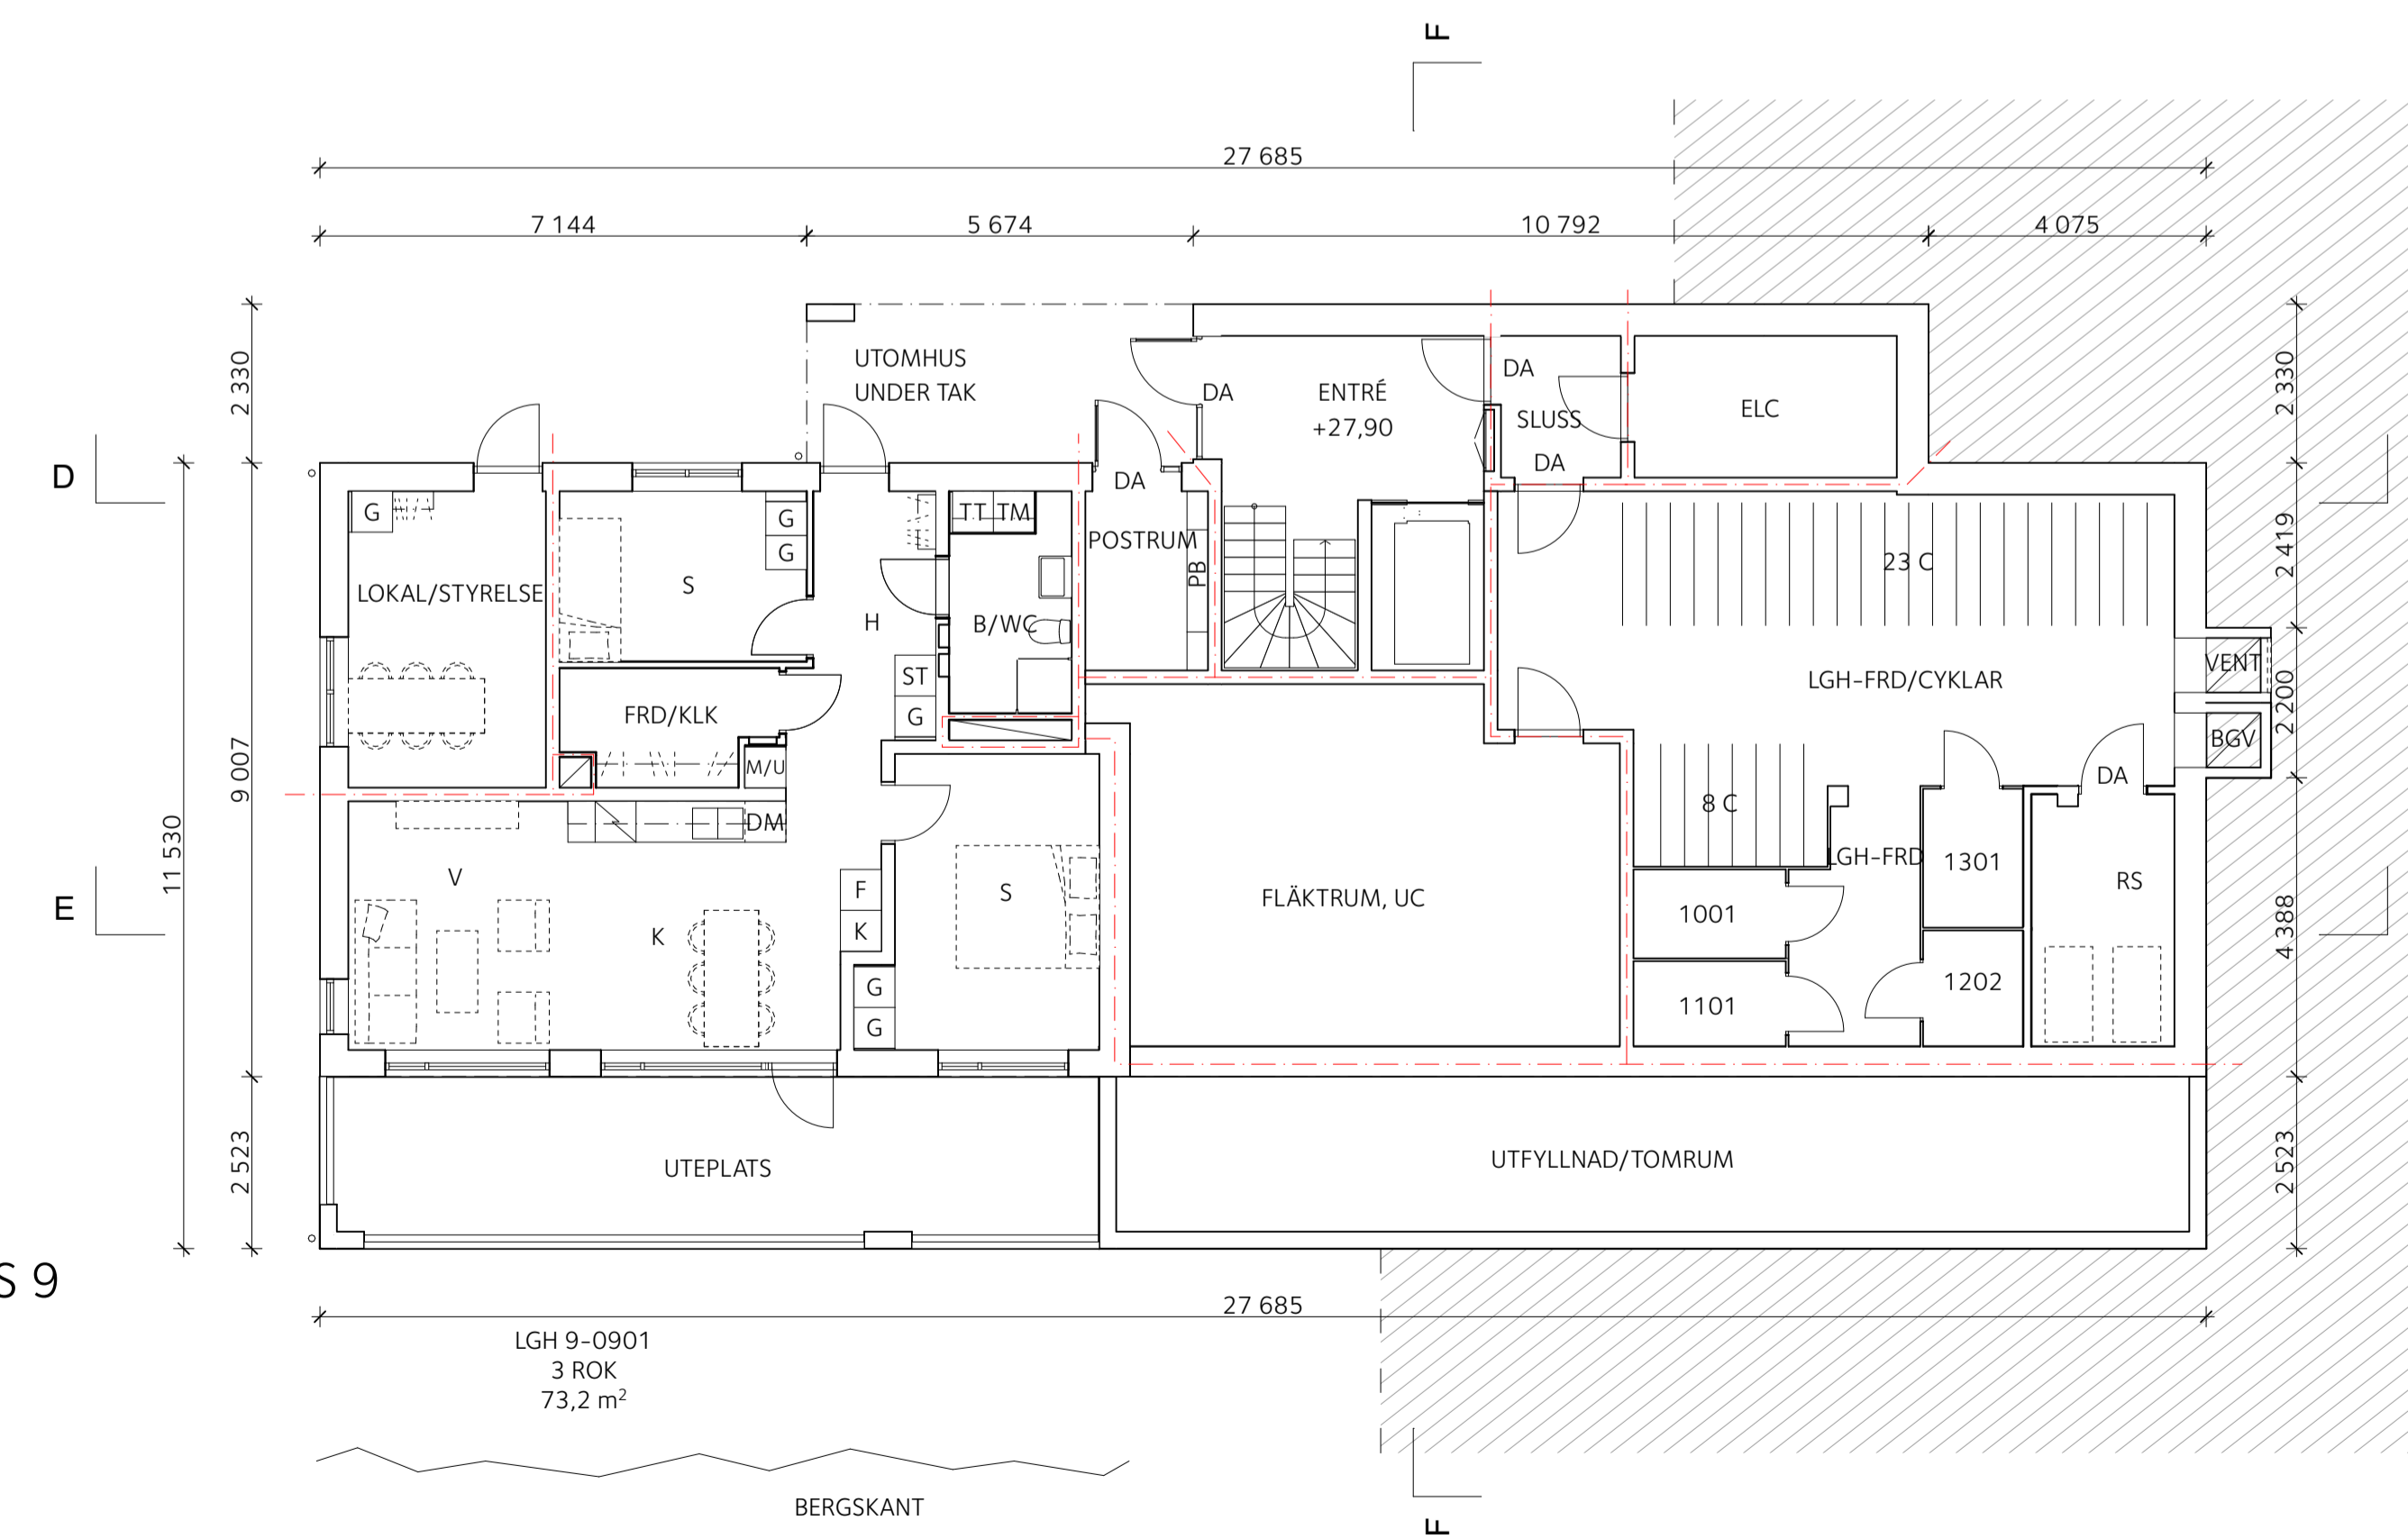 F
27 685
7 144
5 674
10 792
4 075
2 330
UTOMHUS
UNDER TAK
DA
ENTRÉ
+27,90
DA
SLUSS
DA
ELC
2 330
D
G
G
G
TT TM
DA
POSTRUM
PB
23 C
2 419
LOKAL/STYRELSE
S
H
B/WC
ST
G
FRD/KLK
M/U
LGH-FRD/CYKLAR
VENT
2 200
BGV
DA
9 007
11 530
DM
8 C
V
F
K
K
S
LGH-FRD
1301
RS
E
FLÄKTRUM, UC
1001
4 388
G
G
1101
1202
2 523
UTEPLATS
UTFYLLNAD/TOMRUM
2 523
S 9
27 685
LGH 9-0901
3 ROK
73,2 m²
BERGSKANT
F